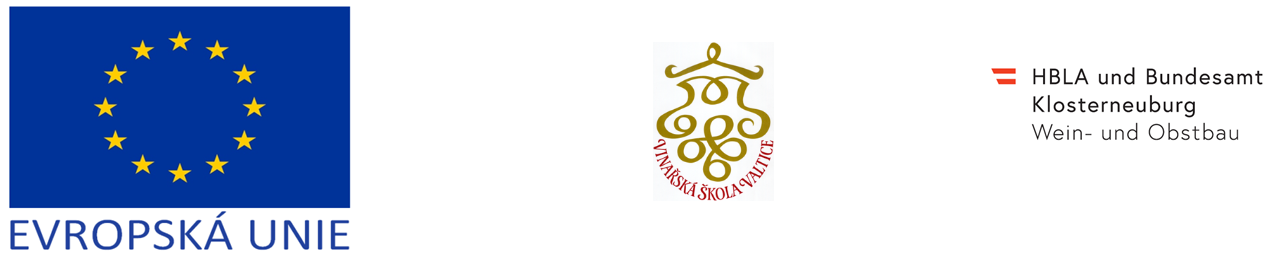 EVROPSKÁ UNIE
VINAŘSKÁ ŠKOLA VALTICE
HBLA und Bundesamt
Klosterneuburg
Wein- und Obstbau